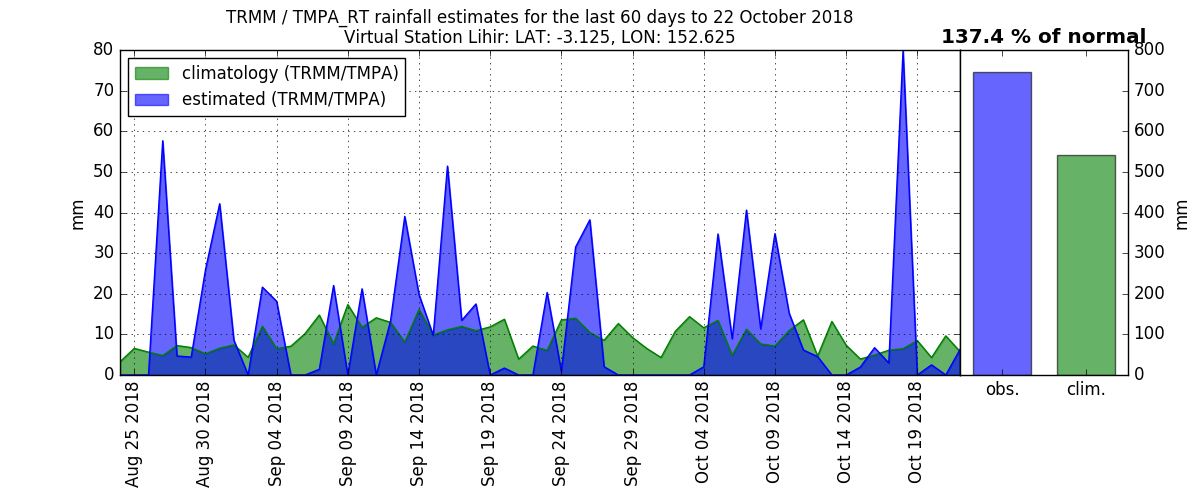 TRMM / TMPA_RT rainfall estimates for the last 60 days to 22 October 2018
Virtual Station Lihir: LAT: -3.125, LON: 152.625
137.4 % of normal
climatology (TRMM/TMPA)
estimated (TRMM/TMPA)
mm
80
70
60
50
40
30
20
10
0
Aug 25 2018
Aug 30 2018
Sep 04 2018
Sep 09 2018
Sep 14 2018
Sep 19 2018
Sep 24 2018
Sep 29 2018
Oct 04 2018
Oct 09 2018
Oct 14 2018
Oct 19 2018
obs.
clim.
800
700
600
500
400
300
200
100
0
mm